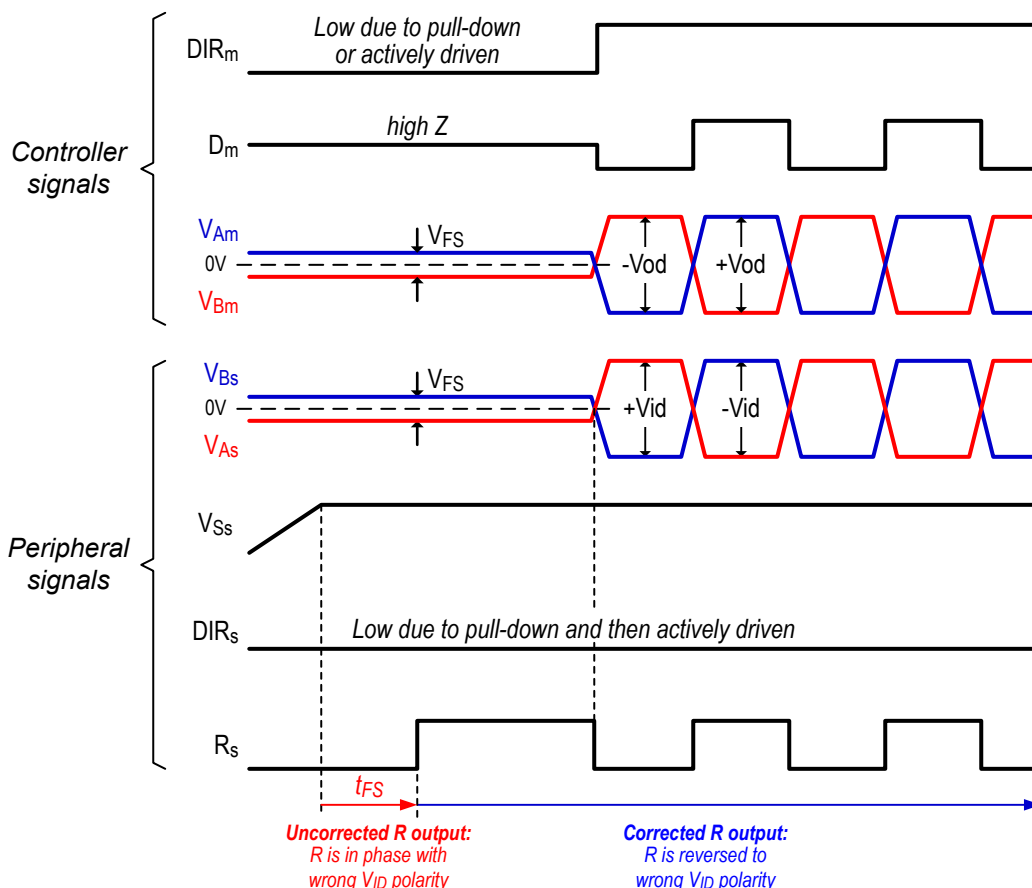 Controller
signals
DIRm
Low due to pull-down
or actively driven
Dm
high Z
VAm
0V
VBm
VFS
-Vod
+Vod
Peripheral
signals
VBs
0V
VAs
VFS
+Vid
-Vid
VSs
DIRs
Low due to pull-down and then actively driven
Rs
tFS
Uncorrected R output:
R is in phase with
wrong VID polarity
Corrected R output:
R is reversed to
wrong VID polarity